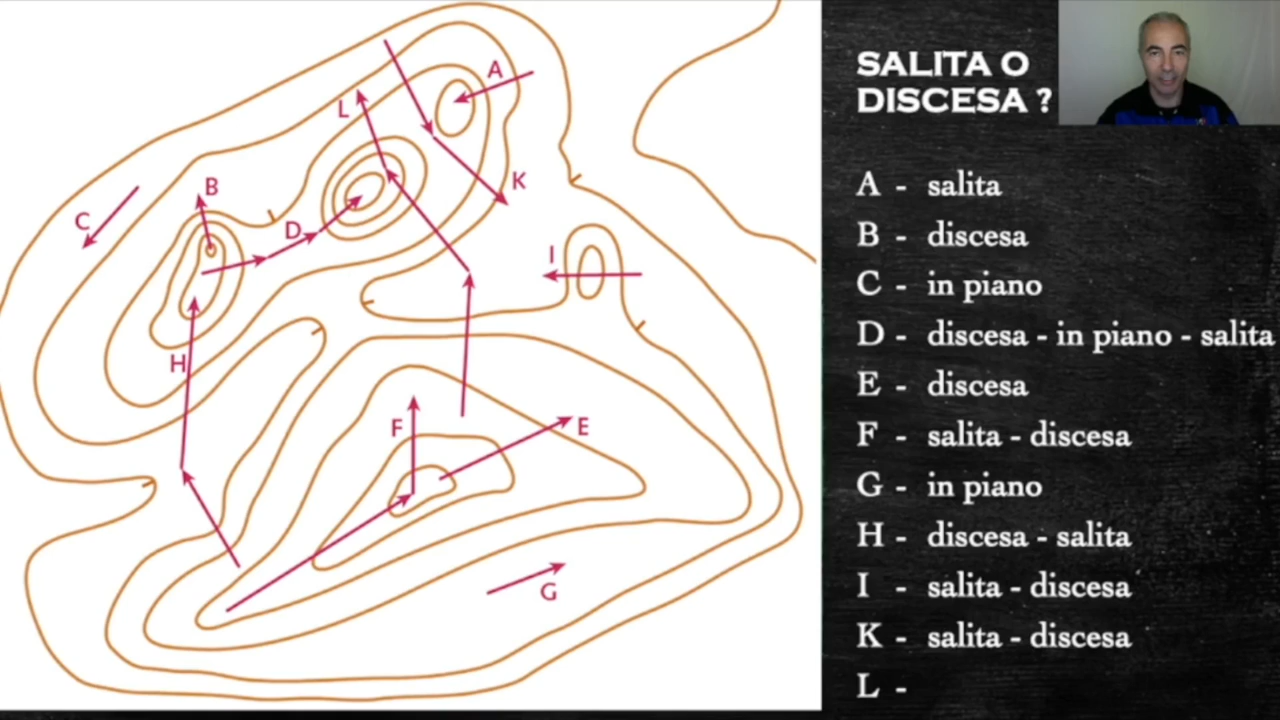 SALITA O
DISCESA ?
A - salita
B - discesa
C - in piano
D - discesa - in piano - salita
E - discesa
F - salita - discesa
G - in piano
H - discesa - salita
I - salita - discesa
K - salita - discesa
L -
A
L
B
K
C
D
I
H
F
E
G